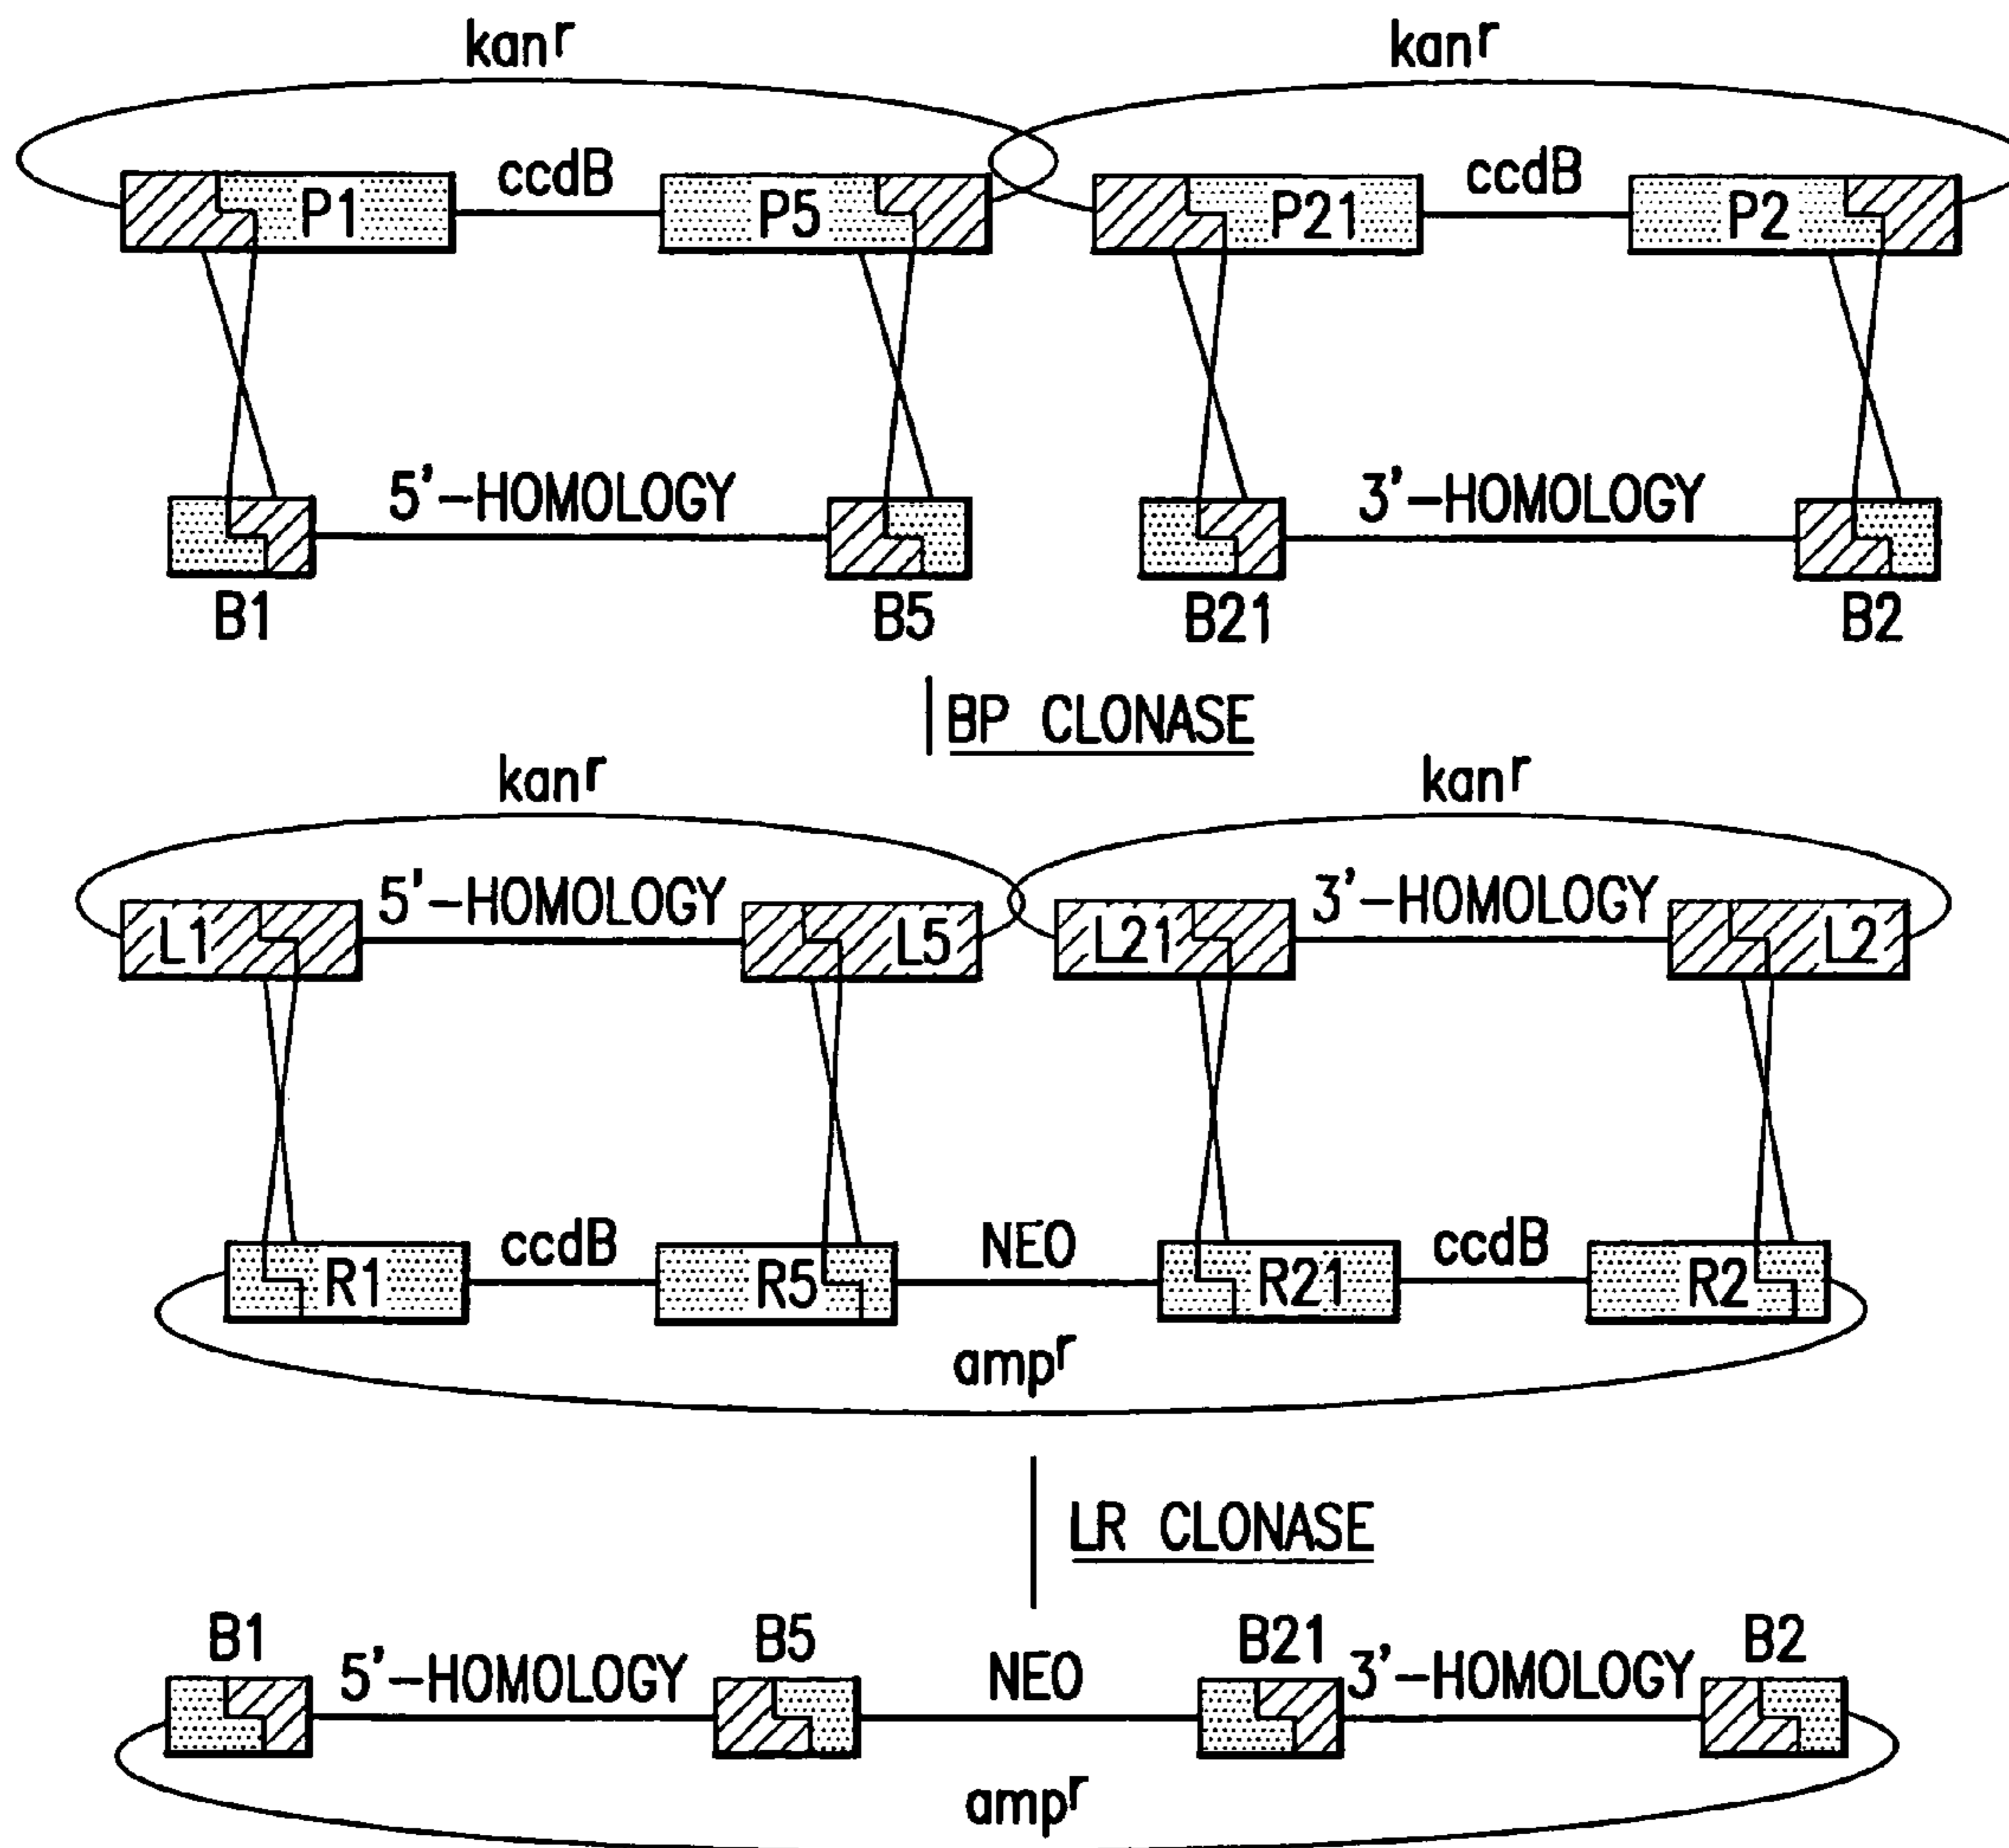 kanr kanr
P1 ccdB P5 P21 ccdB P2
5'-HOMOLOGY 3'-HOMOLOGY
B1 B5 B21 B2
BP CLONASE
kanr kanr
L1 5'-HOMOLOGY L5 L21 3'-HOMOLOGY L2
R1 ccdB R5 NEO R21 ccdB R2
ampr
LR CLONASE
B1 B5 B21 B2
5'-HOMOLOGY NEO 3'-HOMOLOGY
ampr